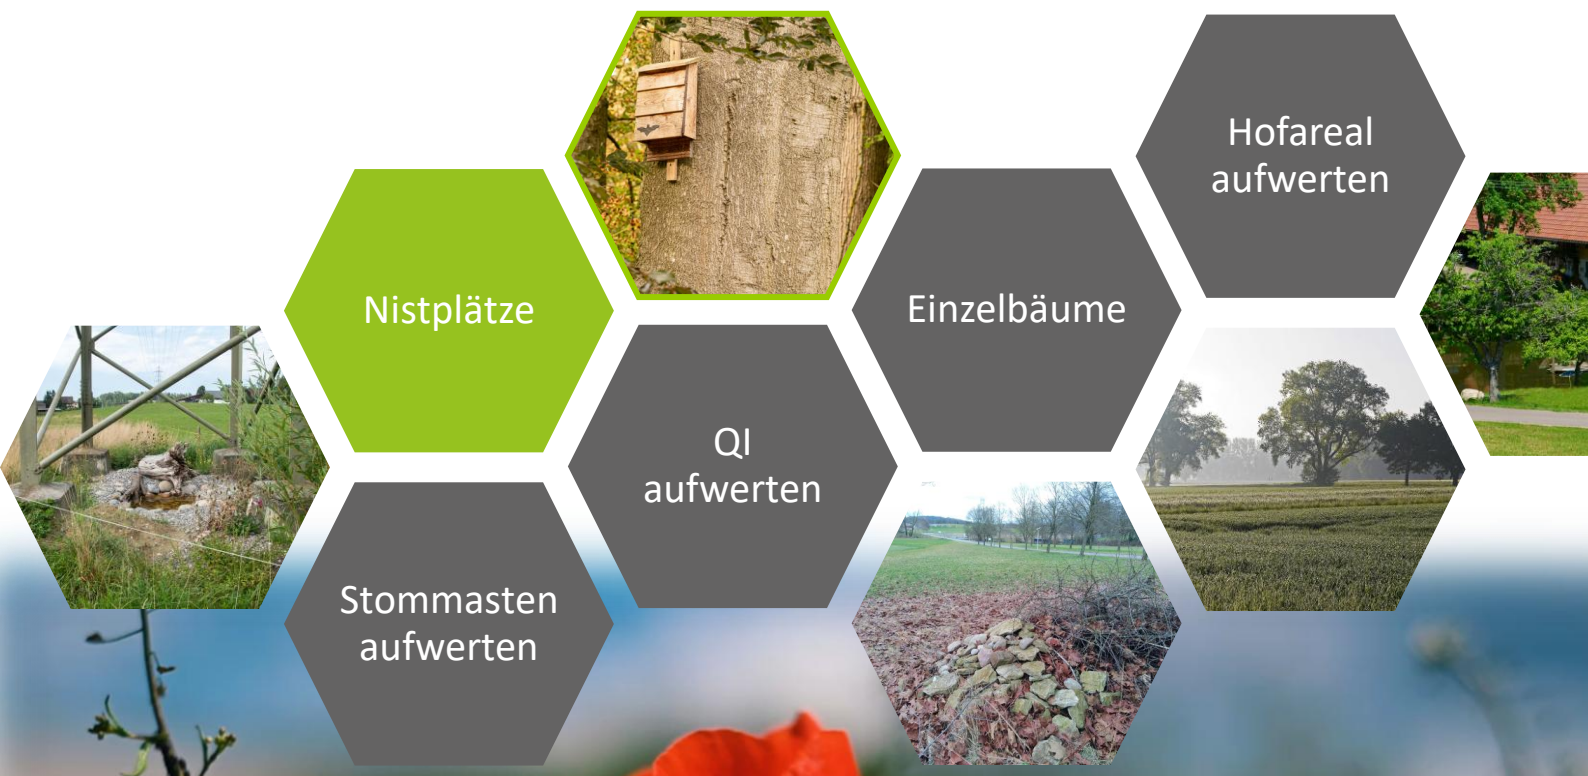 Hofareal
aufwerten
Nistplätze
Einzelbäume
QI
aufwerten
Stommasten
aufwerten